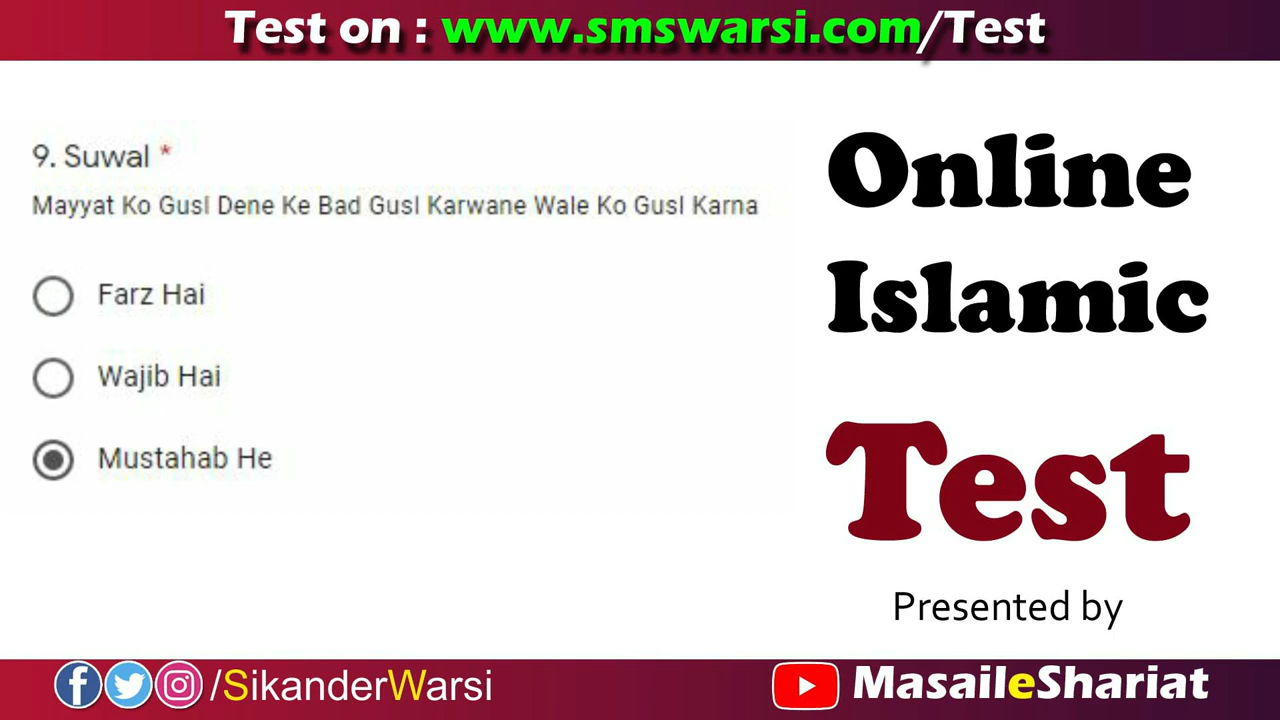 Test on : www.smswarsi.com/Test
9. Suwal *
Mayyat Ko Gusl Dene Ke Bad Gusl Karwane Wale Ko Gusl Karna
Farz Hai
Wajib Hai
Mustahab He
Online
Islamic
Test
Presented by
/SikanderWarsi
MasaileShariat